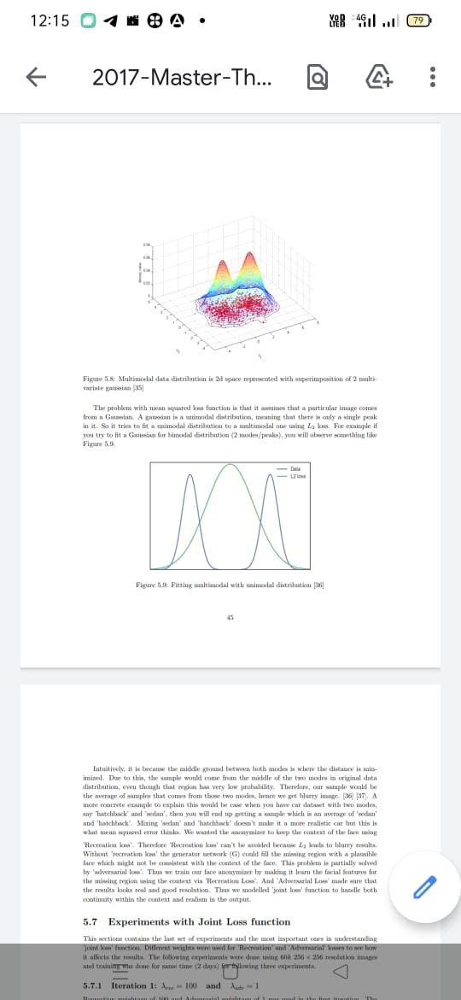 12:15
VoD LTE 4G 79
2017-Master-Th...
Figure 5.8: Multimodal data distribution is 2d space represented with superimposition of 2 multi-
variate gaussian [35]
The problem with mean squared loss function is that it assumes that a particular image comes
from a Gaussian. A gaussian is a unimodal distribution, meaning that there is only a single peak
in it. So it tries to fit a unimodal distribution to a multimodal one using L2 loss. For example if
you try to fit a Gaussian for bimodal distribution (2 modes/peaks), you will observe something like
Figure 5.9.
Data
L2 loss
Figure 5.9: Fitting multimodal with unimodal distribution [36]
45
Intuitively, it is because the middle ground between both modes is where the distance is min-
imized. Due to this, the sample would come from the middle of the two modes in original data
distribution, even though that region has very low probability. Therefore, our sample would be
the average of samples that comes from those two modes, hence we get blurry image. [36] [37]. A
more concrete example to explain this would be case when you have car dataset with two modes,
say 'hatchback' and 'sedan', then you will end up getting a sample which is an average of 'sedan'
and 'hatchback'. Mixing 'sedan' and 'hatchback' doesn't make it a more realistic car but this is
what mean squared error thinks. We wanted the anonymizer to keep the context of the face using
'Recreation loss'. Therefore 'Recreation loss' can't be avoided because L2 leads to blurry results.
Without 'recreation loss' the generator network (G) could fill the missing region with a plausible
face which might not be consistent with the context of the face. This problem is partially solved
by 'adversarial loss'. Thus we train our face anonymizer by making it learn the facial features for
the missing region using the context via 'Recreation Loss'. And 'Adversarial Loss' made sure that
the results looks real and good resolution. Thus we modelled 'joint loss' function to handle both
continuity within the context and realism in the output.
5.7 Experiments with Joint Loss function
This sections contains the last set of experiments and the most important ones in understanding
'joint loss' function. Different weights were used for 'Recreation' and 'Adversarial' losses to see how
it affects the results. The following experiments were done using 60k 256 × 256 resolution images
and training was done for same time (2 days) for following three experiments.
5.7.1 Iteration 1: λrec = 100 and λadv = 1